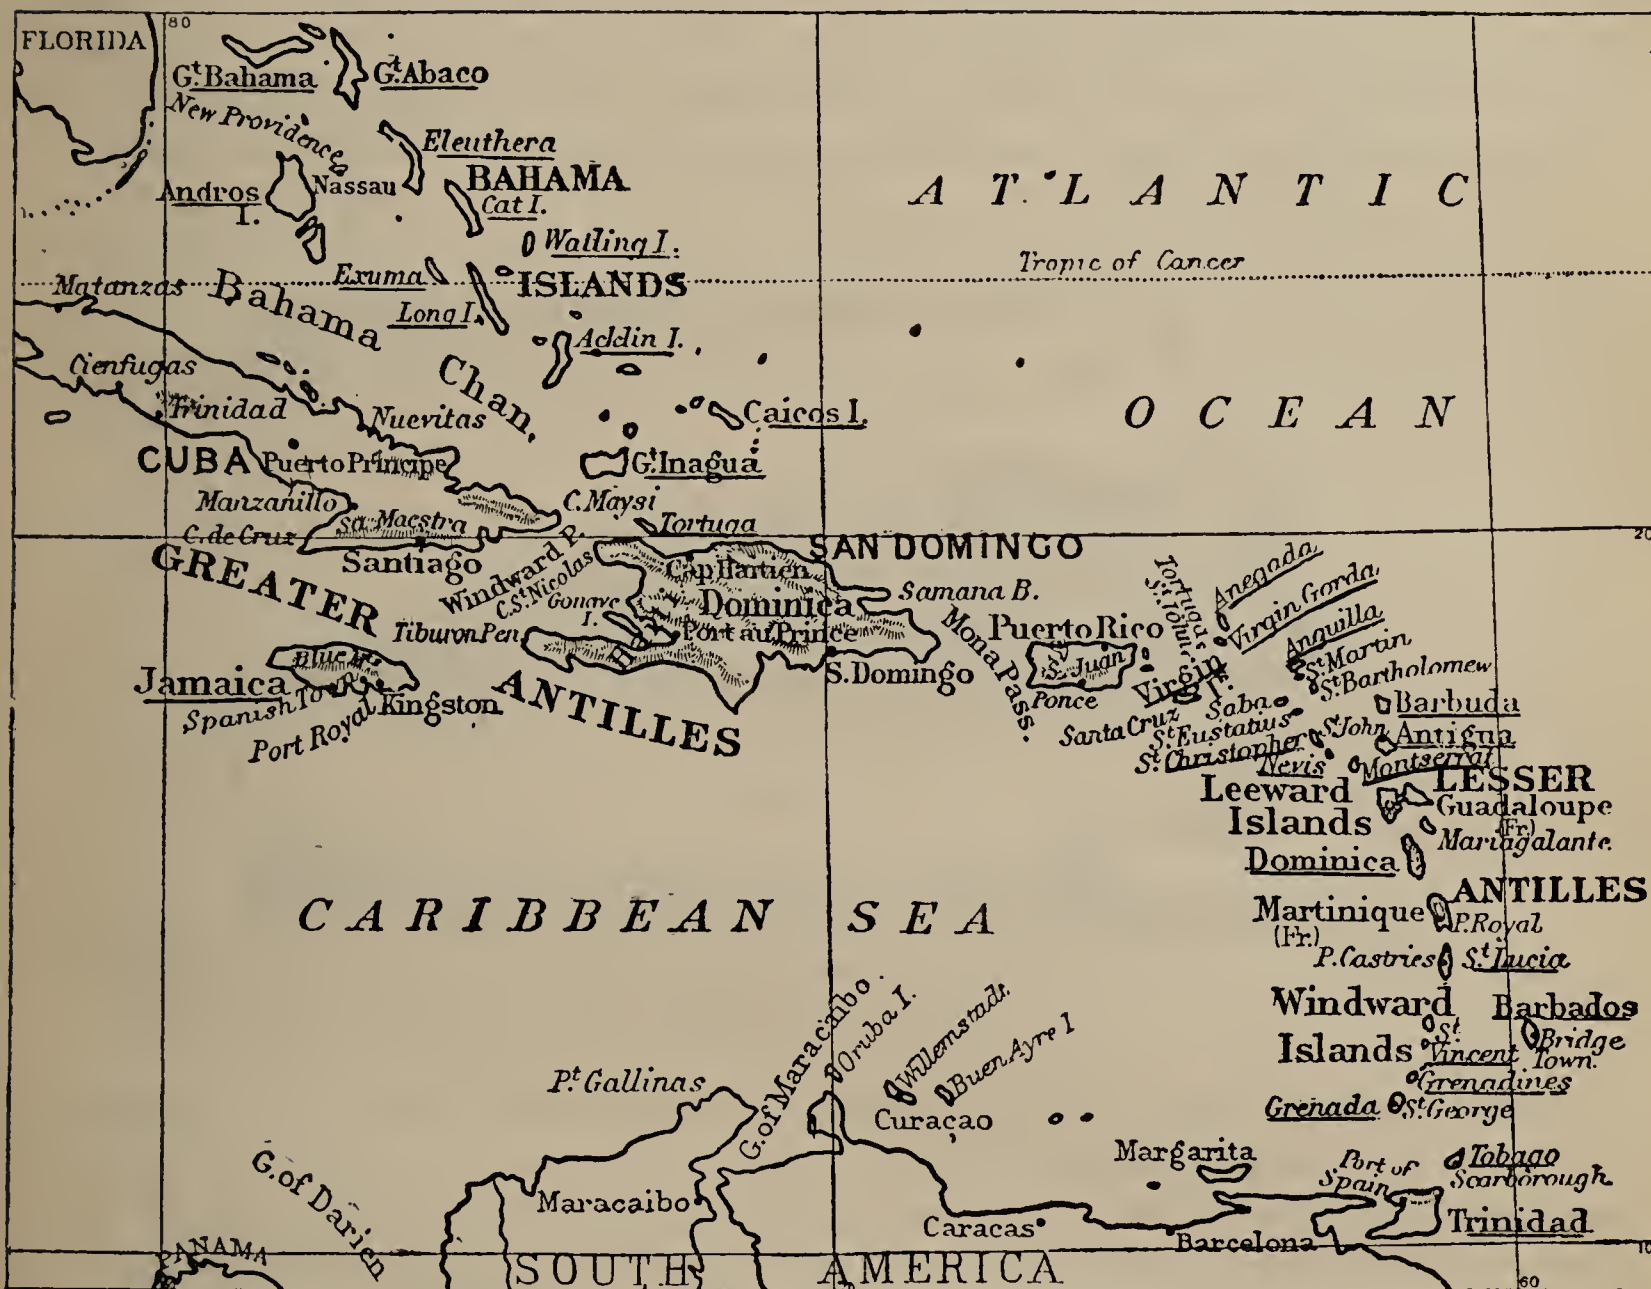 80
FLORIDA
Gt. Bahama
Gt. Abaco
New Providence
Eleuthera
BAHAMA
Nassau
Andros
I.
Cat I.
Watling I.
ATLANTIC
Tropic of Cancer
Exuma
ISLANDS
Matanzas
Bahama
Chan.
Long I.
Acklin I.
Cienfugas
Trinidad
Nuevitas
Caicos I.
OCEAN
CUBA
Puerto Principe
Gt. Inagua
Manzanillo
C. Maysi
Sa. Maestra
Tortuga
C. de Cruz
20
Santiago
Windward P.
C. St. Nicolas
SAN DOMINGO
GREATER
ANTILLES
Cap Haitien
Gonave
I.
Dominica
Samana B.
Tiburon Pen.
Hayti
Port au Prince
Mona Pass.
S. Domingo
Jamaica
Blue Mts
Spanish Town
Port Royal
Kingston
Puerto Rico
S. Juan
Ponce
Tortugas
St. John
Anegada
Virgin Gorda
Virgin
I.
Anguilla
St. Martin
St. Bartholomew
Santa Cruz
Saba
St. Eustatius
St. Christopher
Nevis
Barbuda
St. John
Antigua
Montserrat
Leeward
Islands
LESSER
Guadaloupe
(Fr.)
Mariagalante.
Dominica
ANTILLES
Martinique
(Fr.)
P. Royal
P. Castries
St. Lucia
CARIBBEAN SEA
Windward
Islands
Barbados
Bridge
Town.
St.
Vincent
Grenadines
Grenada
St. George
Pt. Gallinas
G. of Maracaibo
Oruba I.
Willemstadt.
Buen Ayre I
Curaçao
G. of Darien
Maracaibo
Margarita
Port of
Spain
Tobago
Scarborough
Caracas
Barcelona
Trinidad
PANAMA
SOUTH AMERICA
10
60